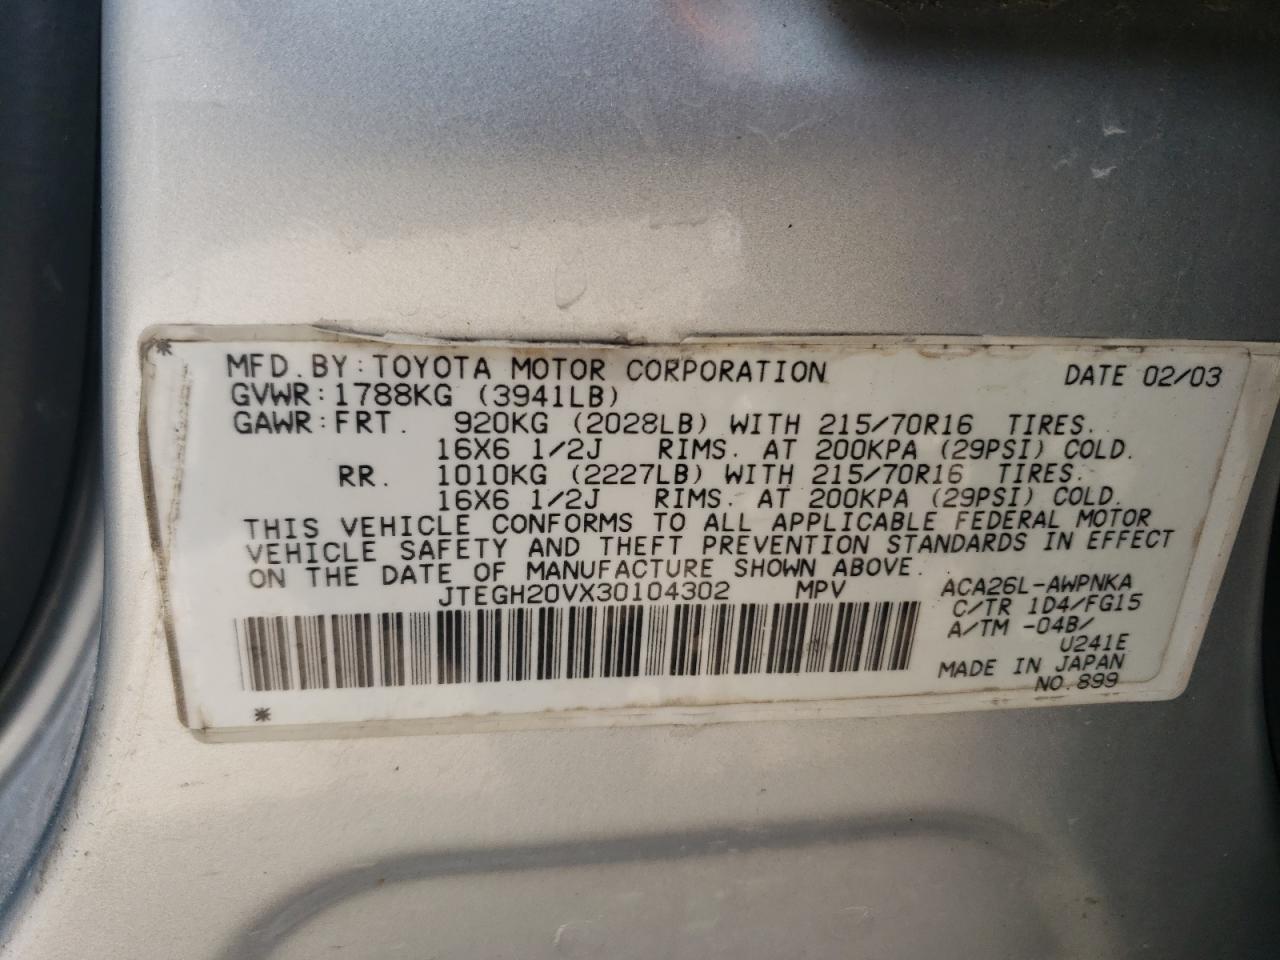 MFD.BY:TOYOTA MOTOR CORPORATION DATE 02/03
GVWR:1788KG (3941LB)
GAWR:FRT. 920KG (2028LB) WITH 215/70R16 TIRES.
16X6 1/2J RIMS. AT 200KPA (29PSI) COLD.
RR. 1010KG (2227LB) WITH 215/70R16 TIRES.
16X6 1/2J RIMS. AT 200KPA (29PSI) COLD.
THIS VEHICLE CONFORMS TO ALL APPLICABLE FEDERAL MOTOR
VEHICLE SAFETY AND THEFT PREVENTION STANDARDS IN EFFECT
ON THE DATE OF MANUFACTURE SHOWN ABOVE.
JTEGH20VX30104302 MPV
ACA26L-AWPNKA
C/TR 1D4/FG15
A/TM -04B/
U241E
MADE IN JAPAN
NO.899